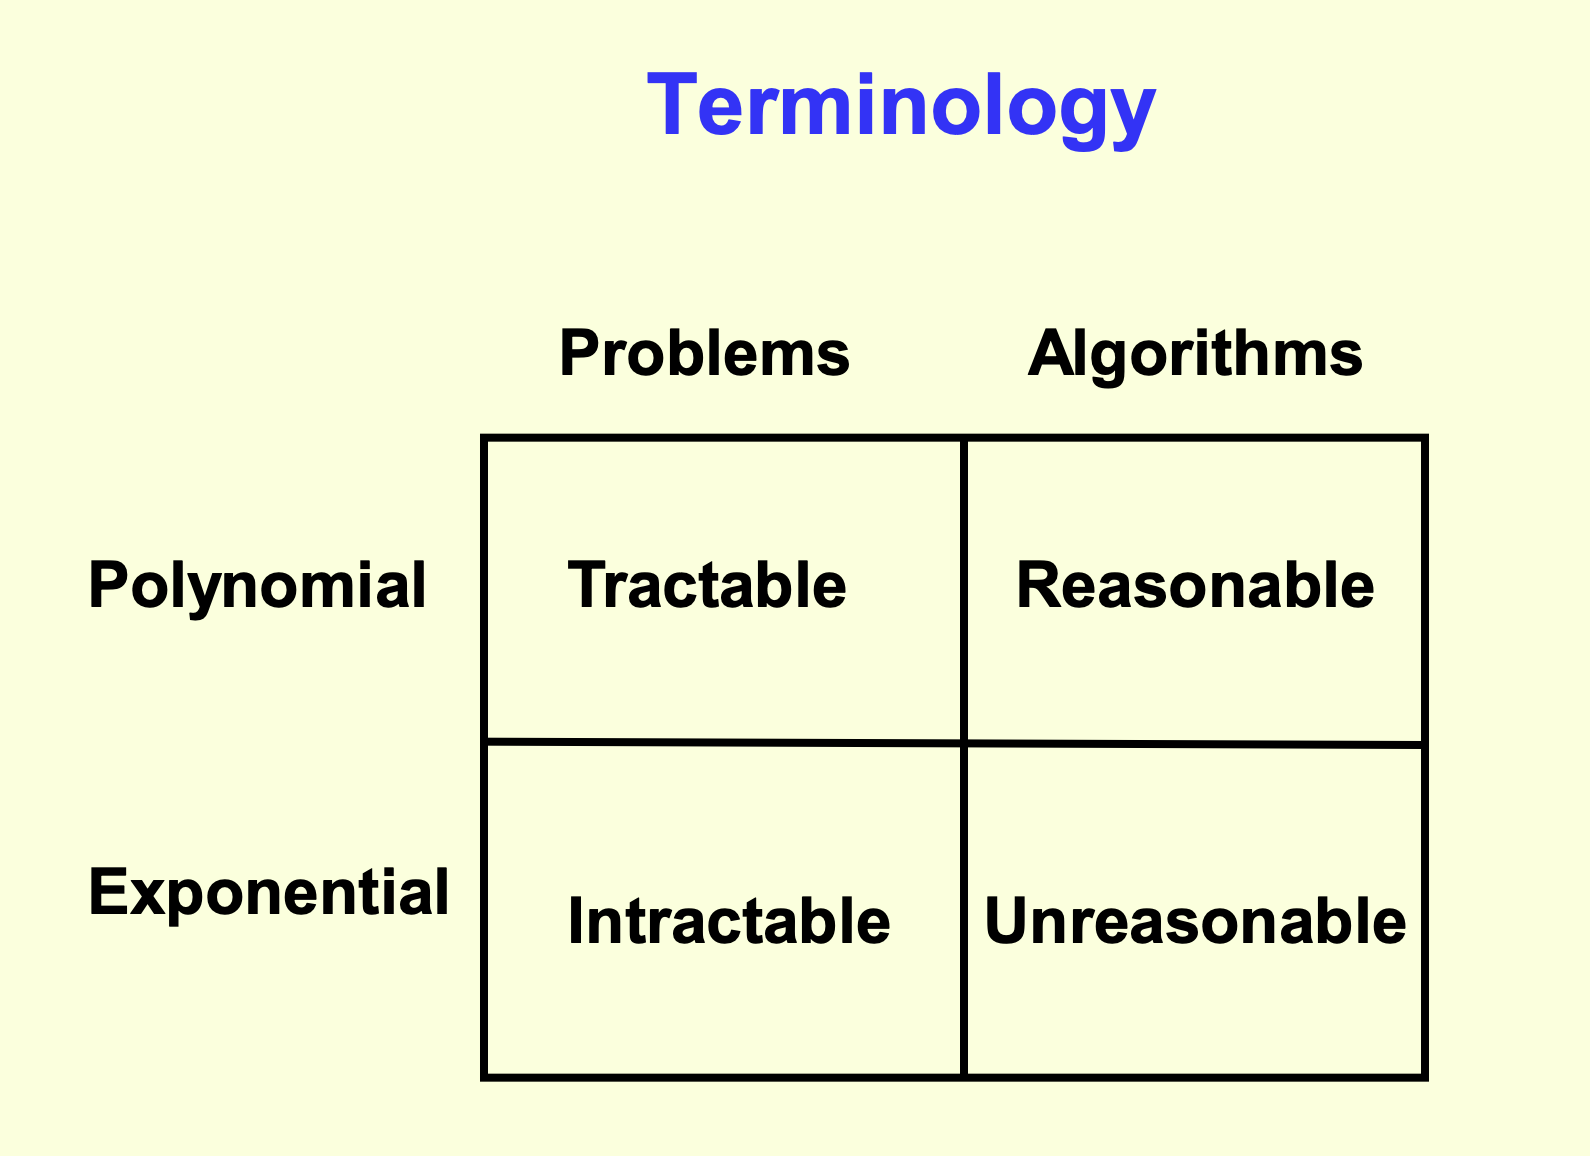 Terminology
Problems Algorithms
Polynomial Tractable Reasonable
Exponential Intractable Unreasonable